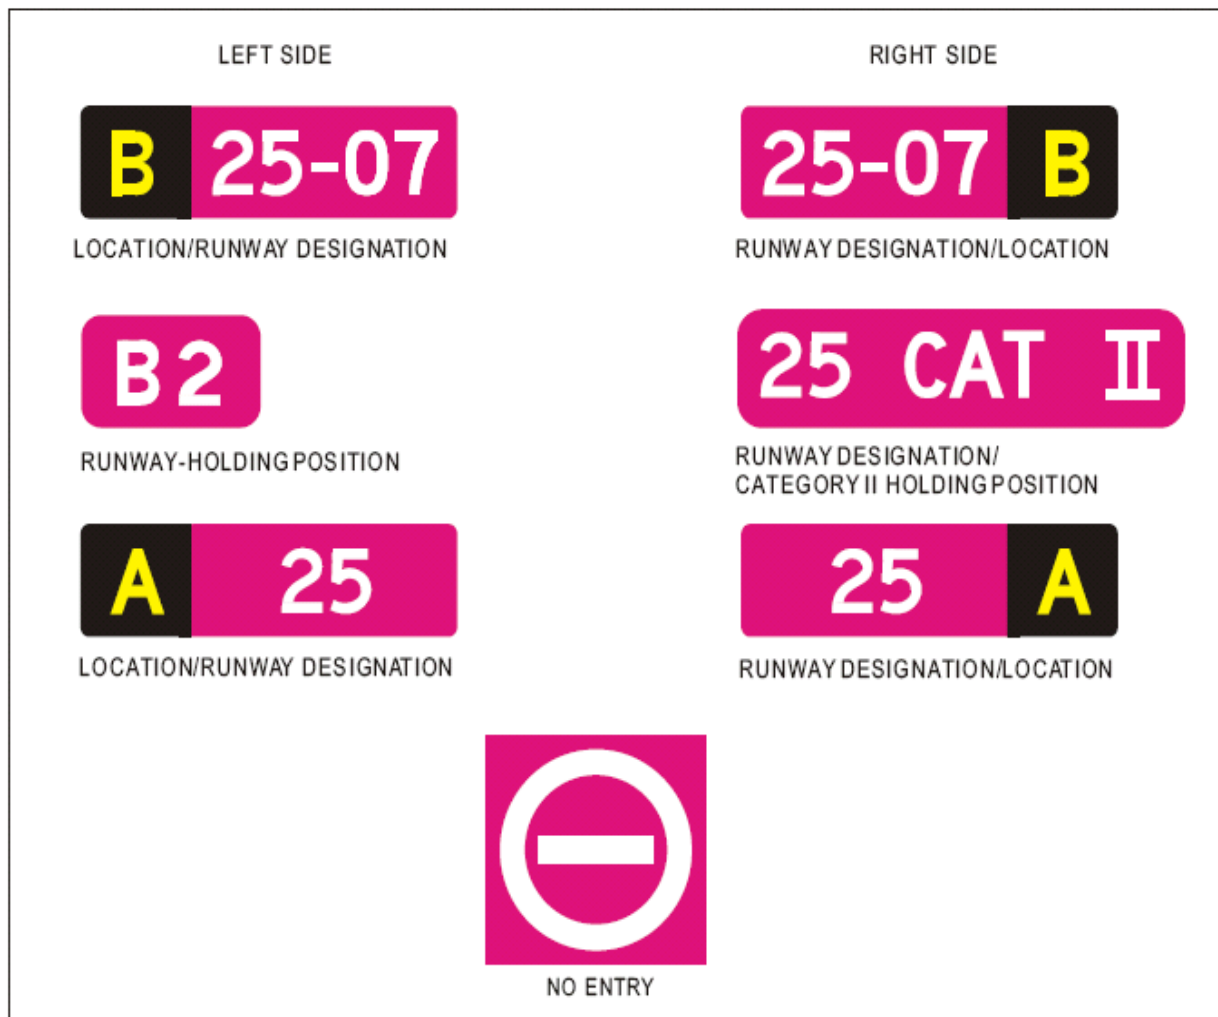 LEFT SIDE
RIGHT SIDE
B 25-07
25-07 B
LOCATION/RUNWAY DESIGNATION
RUNWAY DESIGNATION/LOCATION
B2
25 CAT II
RUNWAY-HOLDING POSITION
RUNWAY DESIGNATION/
CATEGORY II HOLDING POSITION
A 25
25 A
LOCATION/RUNWAY DESIGNATION
RUNWAY DESIGNATION/LOCATION
NO ENTRY